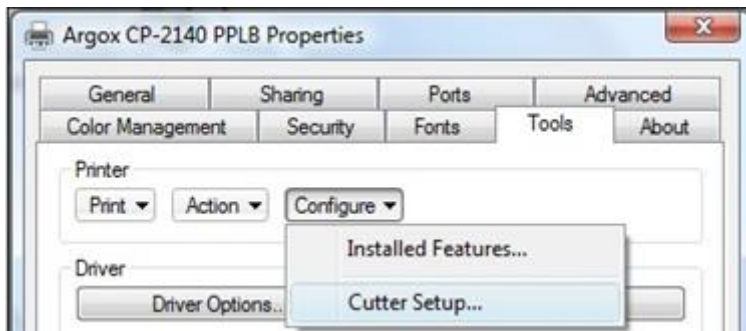 Argox CP-2140 PPLB Properties
General Sharing Ports Advanced
Color Management Security Fonts Tools About
Printer
Print Action Configure
Installed Features...
Driver
Driver Options.. Cutter Setup...